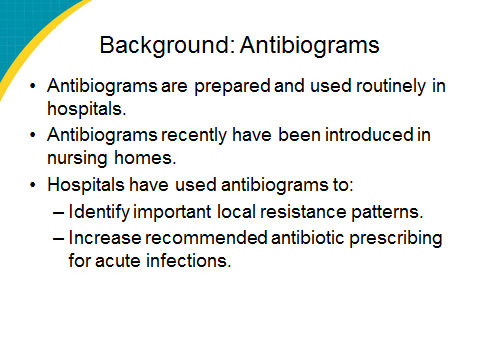 Background: Antibiograms
• Antibiograms are prepared and used routinely in
hospitals.
• Antibiograms recently have been introduced in
nursing homes.
• Hospitals have used antibiograms to:
– Identify important local resistance patterns.
– Increase recommended antibiotic prescribing
for acute infections.